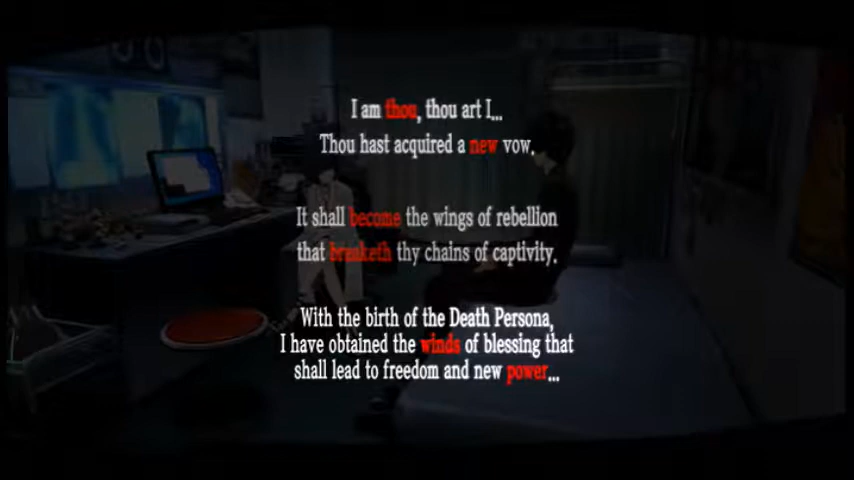 I am thou, thou art I...
Thou hast acquired a new vow.
It shall become the wings of rebellion
that breaketh thy chains of captivity.
With the birth of the Death Persona,
I have obtained the winds of blessing that
shall lead to freedom and new power...